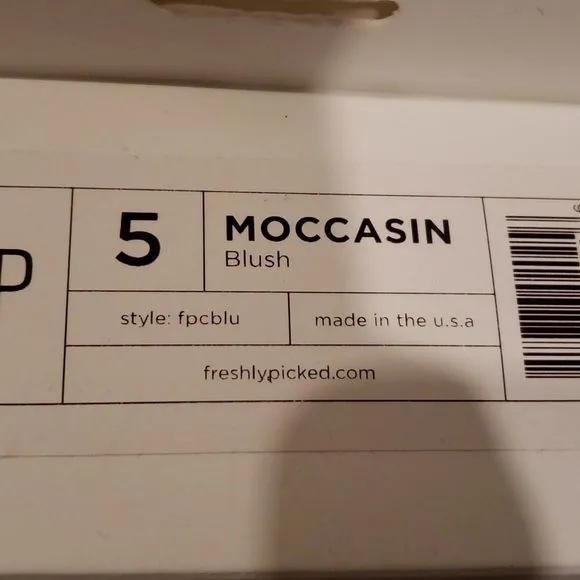 D
5
MOCCASIN
Blush
style: fpcblu
made in the u.s.a
freshlypicked.com